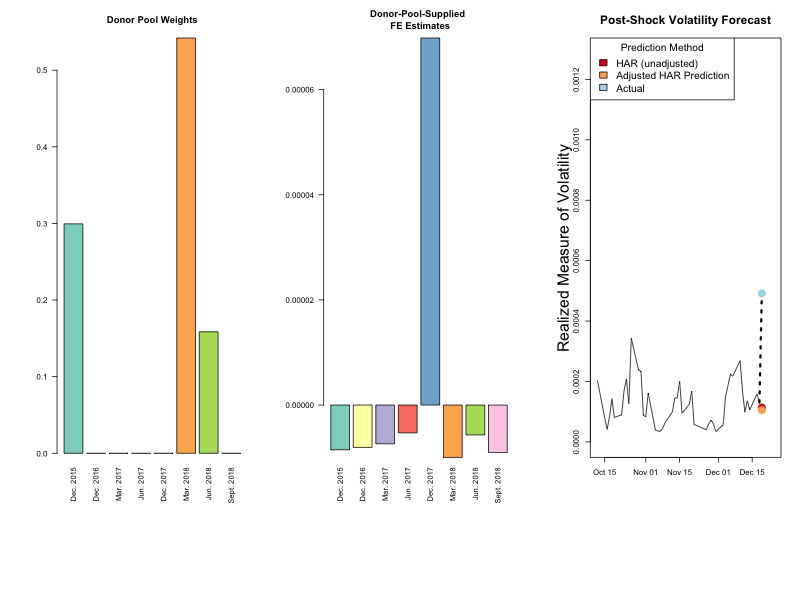 Donor Pool Weights
0.5
0.4
0.3
0.2
0.1
0.0
Dec. 2015
Dec. 2016
Mar. 2017
Jun. 2017
Dec. 2017
Mar. 2018
Jun. 2018
Sept. 2018
Donor-Pool-Supplied
FE Estimates
0.00006
0.00004
0.00002
0.00000
Dec. 2015
Dec. 2016
Mar. 2017
Jun. 2017
Dec. 2017
Mar. 2018
Jun. 2018
Sept. 2018
Post-Shock Volatility Forecast
Prediction Method
HAR (unadjusted)
Adjusted HAR Prediction
Actual
Realized Measure of Volatility
0.0012
0.0010
0.0008
0.0006
0.0004
0.0002
0.0000
Oct 15
Nov 01
Nov 15
Dec 01
Dec 15